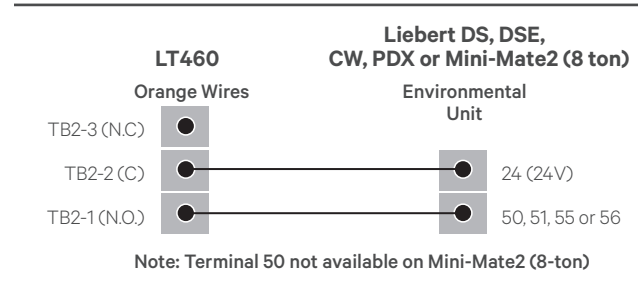 Liebert DS, DSE,
LT460
CW, PDX or Mini-Mate2 (8 ton)
Orange Wires
Environmental
Unit
TB2-3 (N.C)
TB2-2 (C)
24 (24V)
TB2-1 (N.O.)
50, 51, 55 or 56
Note: Terminal 50 not available on Mini-Mate2 (8-ton)